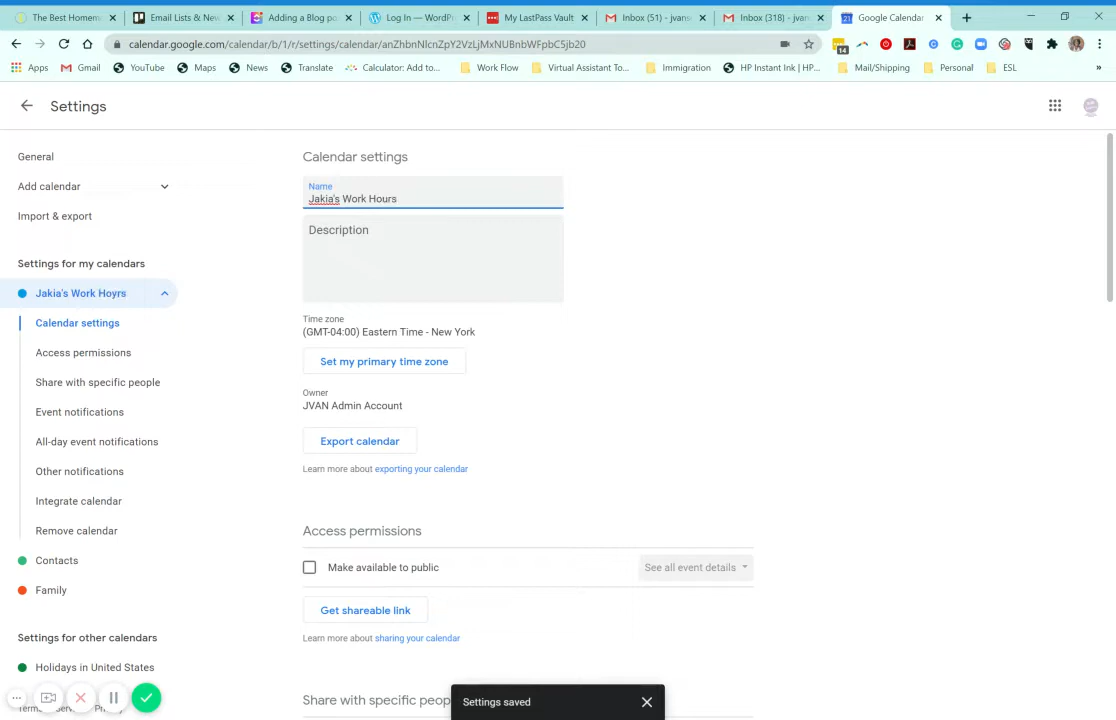 The Best Homem
Email Lists & New
Adding a Blog po
Log In — WordPr
My LastPass Vault
Inbox (51) - jvans
Inbox (318) - jvan
Google Calendar
calendar.google.com/calendar/b/1/r/settings/calendar/anZhbnNlcnZpY2VzLjMxNUBnbWFpbC5jb20
14
Apps
Gmail
YouTube
Maps
News
Translate
Calculator: Add to...
Work Flow
Virtual Assistant To...
Immigration
HP Instant Ink | HP...
Mail/Shipping
Personal
ESL
»
Settings
General
Add calendar
Import & export
Settings for my calendars
Jakia's Work Hoyrs
Calendar settings
Access permissions
Share with specific people
Event notifications
All-day event notifications
Other notifications
Integrate calendar
Remove calendar
Contacts
Family
Settings for other calendars
Holidays in United States
Calendar settings
Name
Jakia's Work Hours
Description
Time zone
(GMT-04:00) Eastern Time - New York
Set my primary time zone
Owner
JVAN Admin Account
Export calendar
Learn more about exporting your calendar
Access permissions
Make available to public
See all event details
Get shareable link
Learn more about sharing your calendar
Share with specific peop
Settings saved